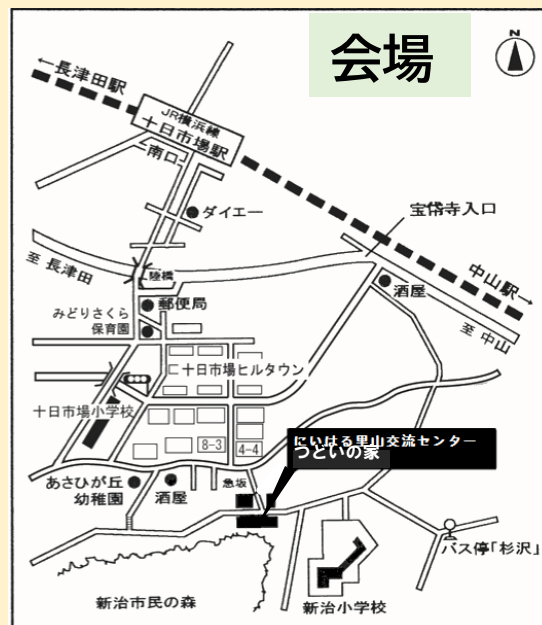 会場
N
←長津田駅
JR横浜線
十日市場駅
南口
ダイエー
宝帒寺入口
至 長津田
陸橋
酒屋
中山駅→
至 中山
郵便局
みどりさくら
保育園
十日市場ヒルタウン
十日市場小学校
8-3
4-4
にいはる里山交流センター
つどいの家
あさひが丘
幼稚園
酒屋
急坂
バス停「杉沢」
新治市民の森
新治小学校